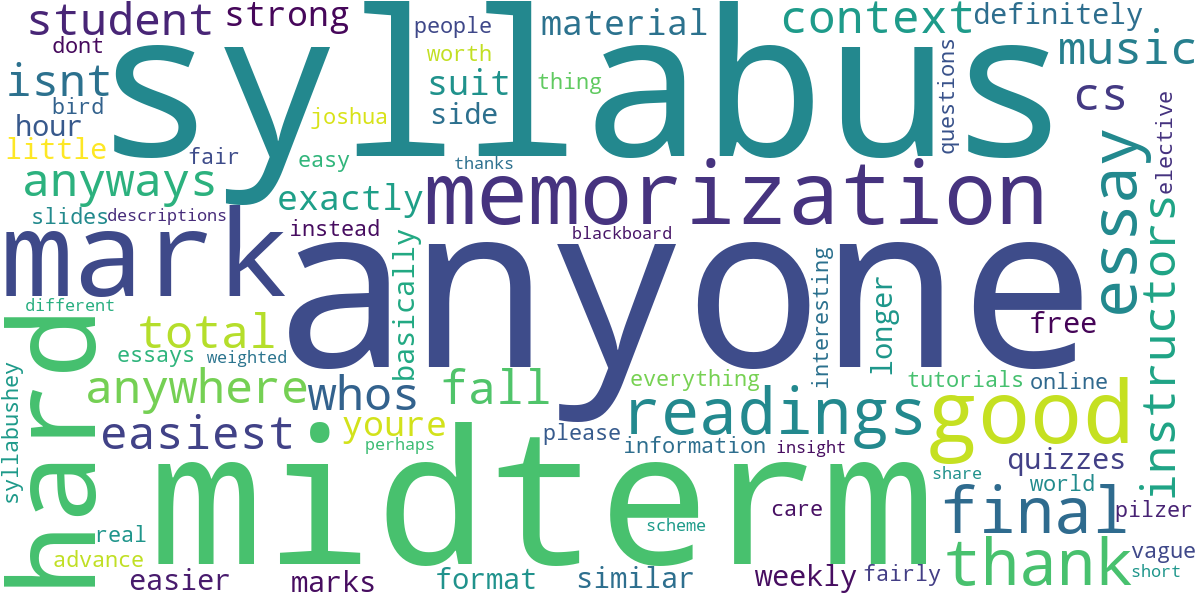 student
strong
syllabus
people
material
context
definitely
dont
worth
music
isnt
suit
thing
questions
bird
joshua
side
cs
hour
little
fair
easy
thanks
memorization
essay
selective
anyways
exactly
slides
descriptions
instead
blackboard
mark
anyone
basically
interesting
longer
instructors
different
total
free
essays
weighted
hard
anywhere
whos
fall
everything
tutorials
online
syllabushey
easiest
youre
readings
good
perhaps
please
information
insight
quizzes
midterm
share
world
real
scheme
care
final
pilzer
advance
thank
vague
easier
marks
format
similar
weekly
fairly
short